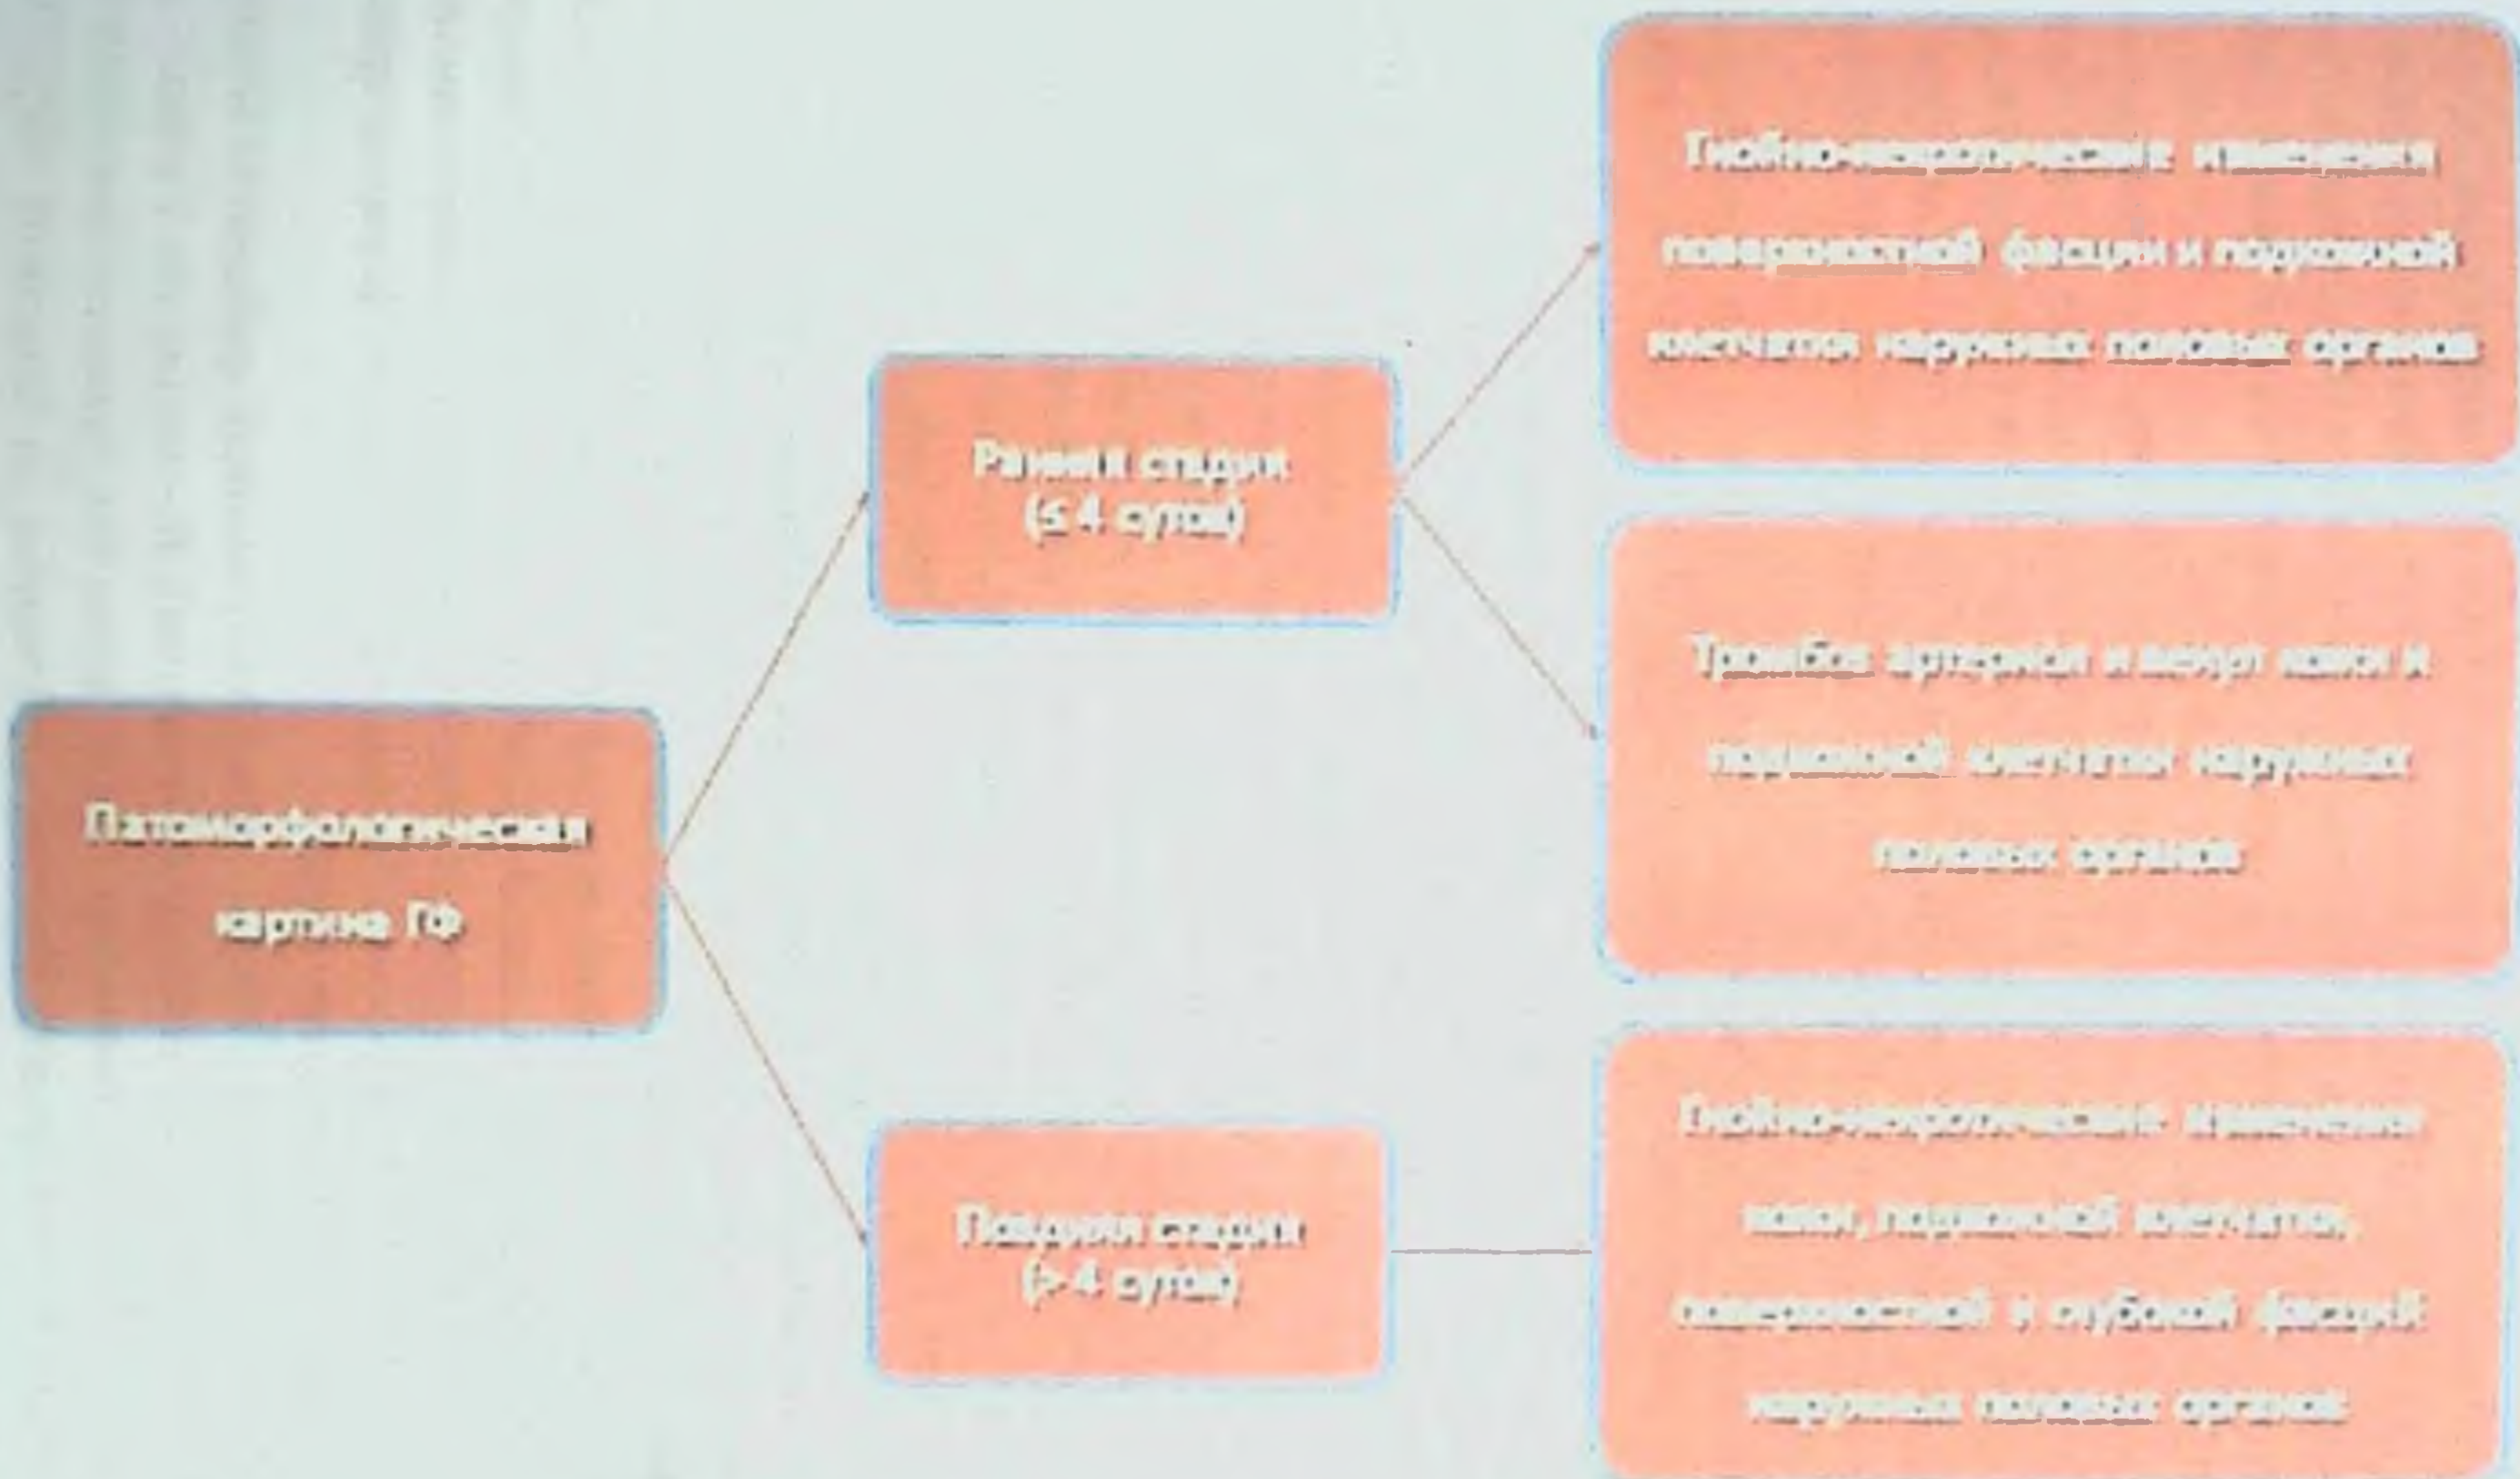 Патоморфологическая
картина ГФ
Ранняя стадия
(≤ 4 суток)
Поздняя стадия
(> 4 суток)
Гнойно-некротические изменения
поверхностной фасции и подкожной
клетчатки наружных половых органов
Тромбоз артериол и венул кожи и
подкожной клетчатки наружных
половых органов
Гнойно-некротические изменения
кожи, подкожной клетчатки,
поверхностной и глубокой фасций
наружных половых органов